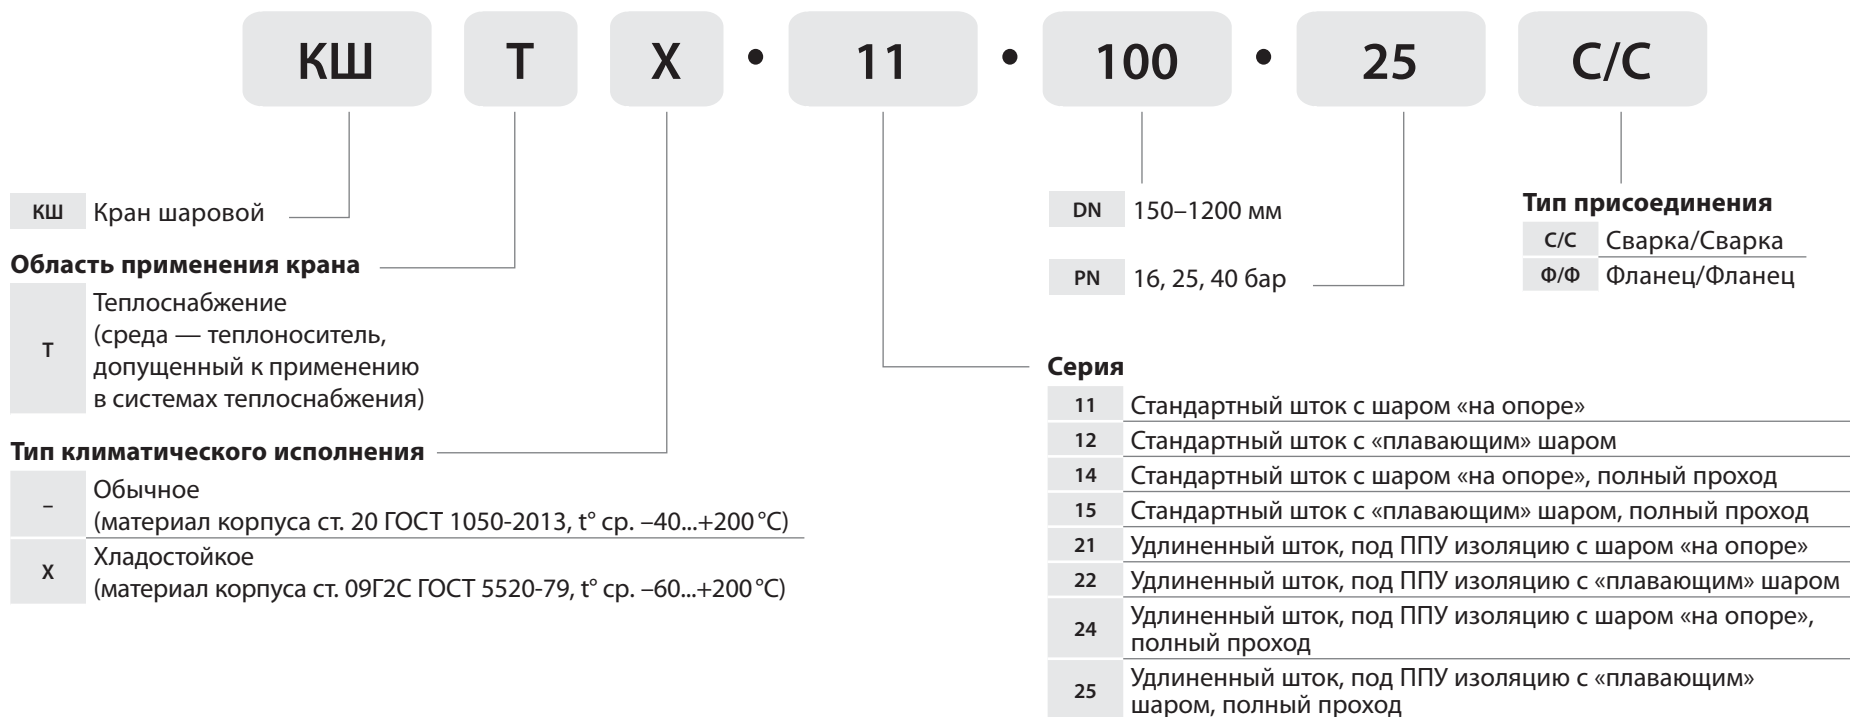 КШ Т Х • 11 • 100 • 25 С/С
КШ Кран шаровой
Область применения крана
Т
Теплоснабжение
(среда — теплоноситель,
допущенный к применению
в системах теплоснабжения)
Тип климатического исполнения
–
Обычное
(материал корпуса ст. 20 ГОСТ 1050-2013, t° ср. –40...+200 °C)
Х
Хладостойкое
(материал корпуса ст. 09Г2С ГОСТ 5520-79, t° ср. –60...+200 °C)
DN 150–1200 мм
PN 16, 25, 40 бар
Тип присоединения
С/С Сварка/Сварка
Ф/Ф Фланец/Фланец
Серия
11 Стандартный шток с шаром «на опоре»
12 Стандартный шток с «плавающим» шаром
14 Стандартный шток с шаром «на опоре», полный проход
15 Стандартный шток с «плавающим» шаром, полный проход
21 Удлиненный шток, под ППУ изоляцию с шаром «на опоре»
22 Удлиненный шток, под ППУ изоляцию с «плавающим» шаром
24
Удлиненный шток, под ППУ изоляцию с шаром «на опоре»,
полный проход
25
Удлиненный шток, под ППУ изоляцию с «плавающим»
шаром, полный проход